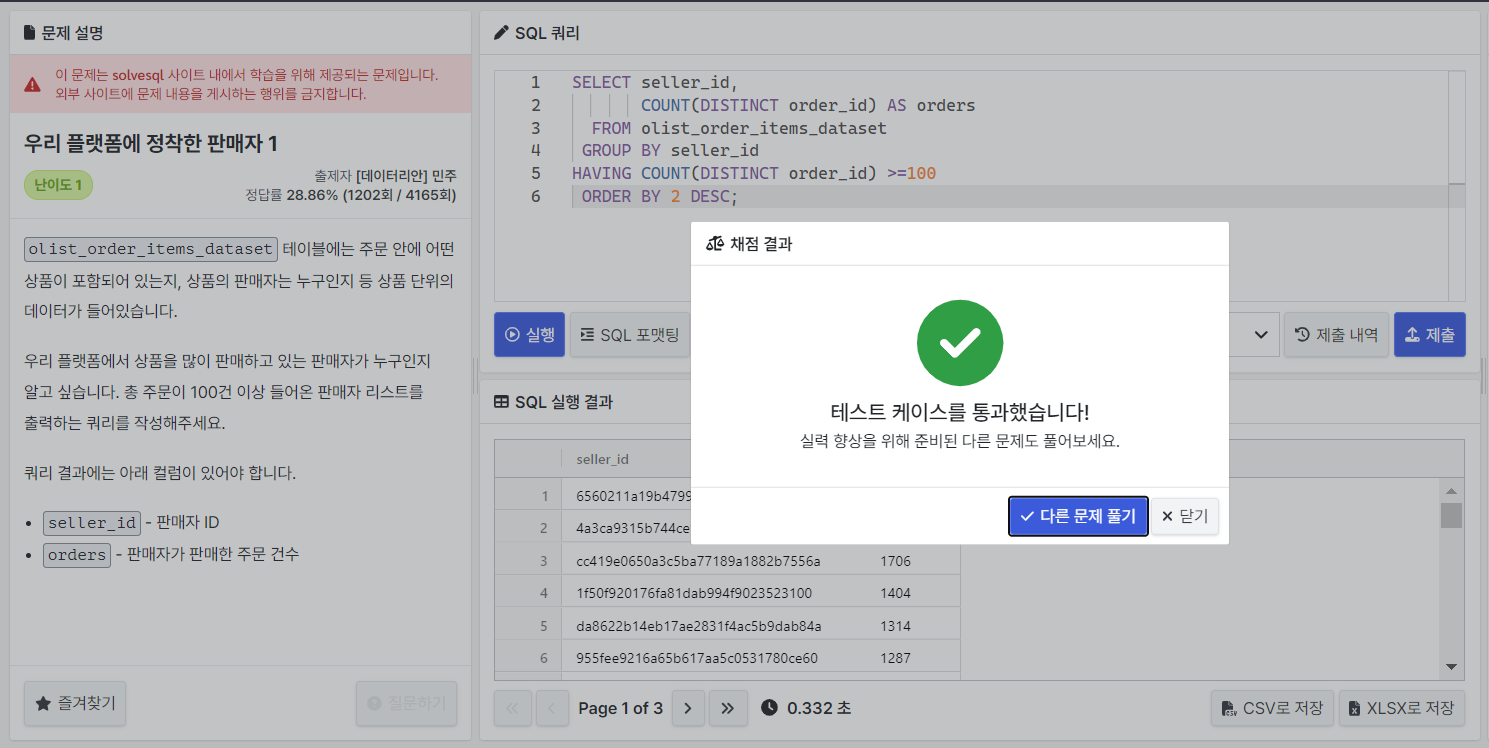 문제 설명
이 문제는 solvesql 사이트 내에서 학습을 위해 제공되는 문제입니다.
외부 사이트에 문제 내용을 게시하는 행위를 금지합니다.
우리 플랫폼에 정착한 판매자 1
난이도 1
출제자 [데이터리안] 민주
정답률 28.86% (1202회 / 4165회)
olist_order_items_dataset 테이블에는 주문 안에 어떤
상품이 포함되어 있는지, 상품의 판매자는 누구인지 등 상품 단위의
데이터가 들어있습니다.
우리 플랫폼에서 상품을 많이 판매하고 있는 판매자가 누구인지
알고 싶습니다. 총 주문이 100건 이상 들어온 판매자 리스트를
출력하는 쿼리를 작성해주세요.
쿼리 결과에는 아래 컬럼이 있어야 합니다.
• seller_id - 판매자 ID
• orders - 판매자가 판매한 주문 건수
즐겨찾기
질문하기
SQL 쿼리
1 SELECT seller_id,
2 COUNT(DISTINCT order_id) AS orders
3 FROM olist_order_items_dataset
4 GROUP BY seller_id
5 HAVING COUNT(DISTINCT order_id) >=100
6 ORDER BY 2 DESC;
실행
SQL 포맷팅
제출 내역
제출
채점 결과
테스트 케이스를 통과했습니다!
실력 향상을 위해 준비된 다른 문제도 풀어보세요.
다른 문제 풀기
닫기
SQL 실행 결과
seller_id
1 6560211a19b4799
2 4a3ca9315b744ce
3 cc419e0650a3c5ba77189a1882b7556a 1706
4 1f50f920176fa81dab994f9023523100 1404
5 da8622b14eb17ae2831f4ac5b9dab84a 1314
6 955fee9216a65b617aa5c0531780ce60 1287
Page 1 of 3
0.332 초
CSV로 저장
XLSX로 저장